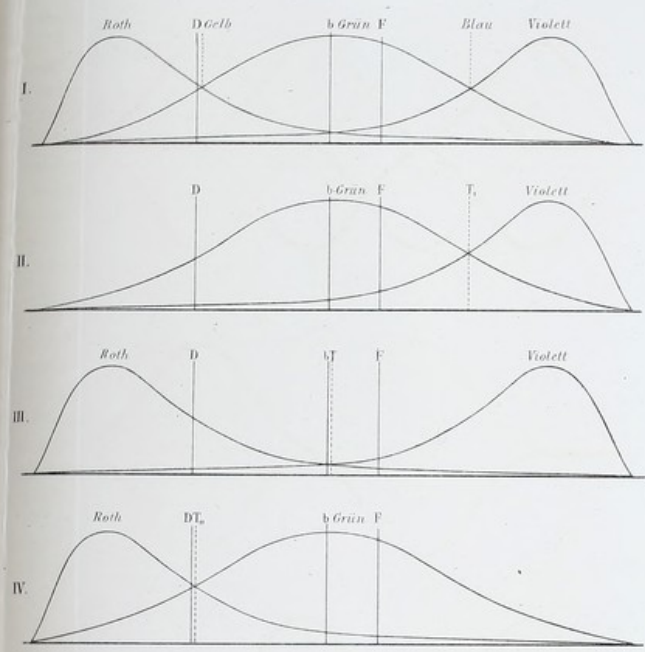 Roth D Gelb b Grün F Blau Violett
I.
D b Grün F T, Violett
II.
Roth D bT F Violett
III.
Roth DT,, b Grün F
IV.